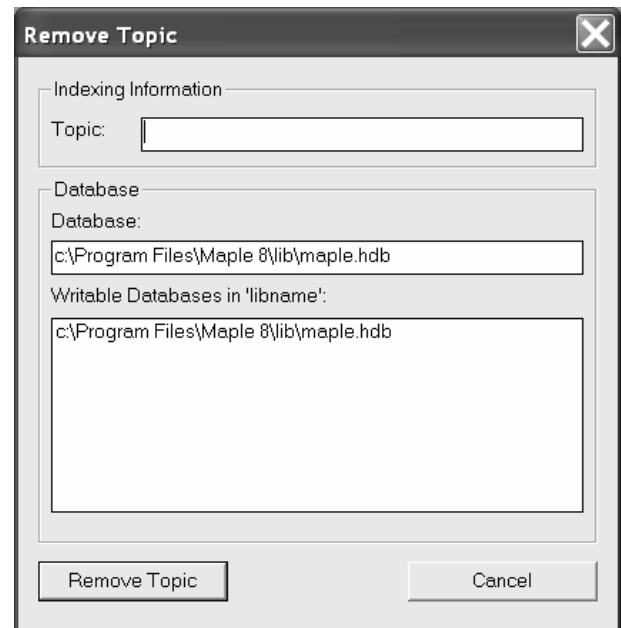 Remove Topic
Indexing Information
Topic:
Database
Database:
c:\Program Files\Maple 8\lib\maple.hdb
Writable Databases in 'libname':
c:\Program Files\Maple 8\lib\maple.hdb
Remove Topic Cancel